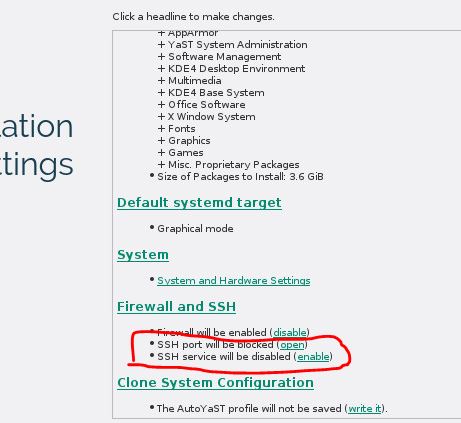 Click a headline to make changes.
+ AppArmor
+ YaST System Administration
+ Software Management
+ KDE4 Desktop Environment
+ Multimedia
+ KDE4 Base System
+ Office Software
+ X Window System
+ Fonts
+ Graphics
+ Games
+ Misc. Proprietary Packages
• Size of Packages to Install: 3.6 GiB
ation
ttings
Default systemd target
• Graphical mode
System
• System and Hardware Settings
Firewall and SSH
• Firewall will be enabled (disable)
• SSH port will be blocked (open)
• SSH service will be disabled (enable)
Clone System Configuration
• The AutoYaST profile will not be saved (write it).